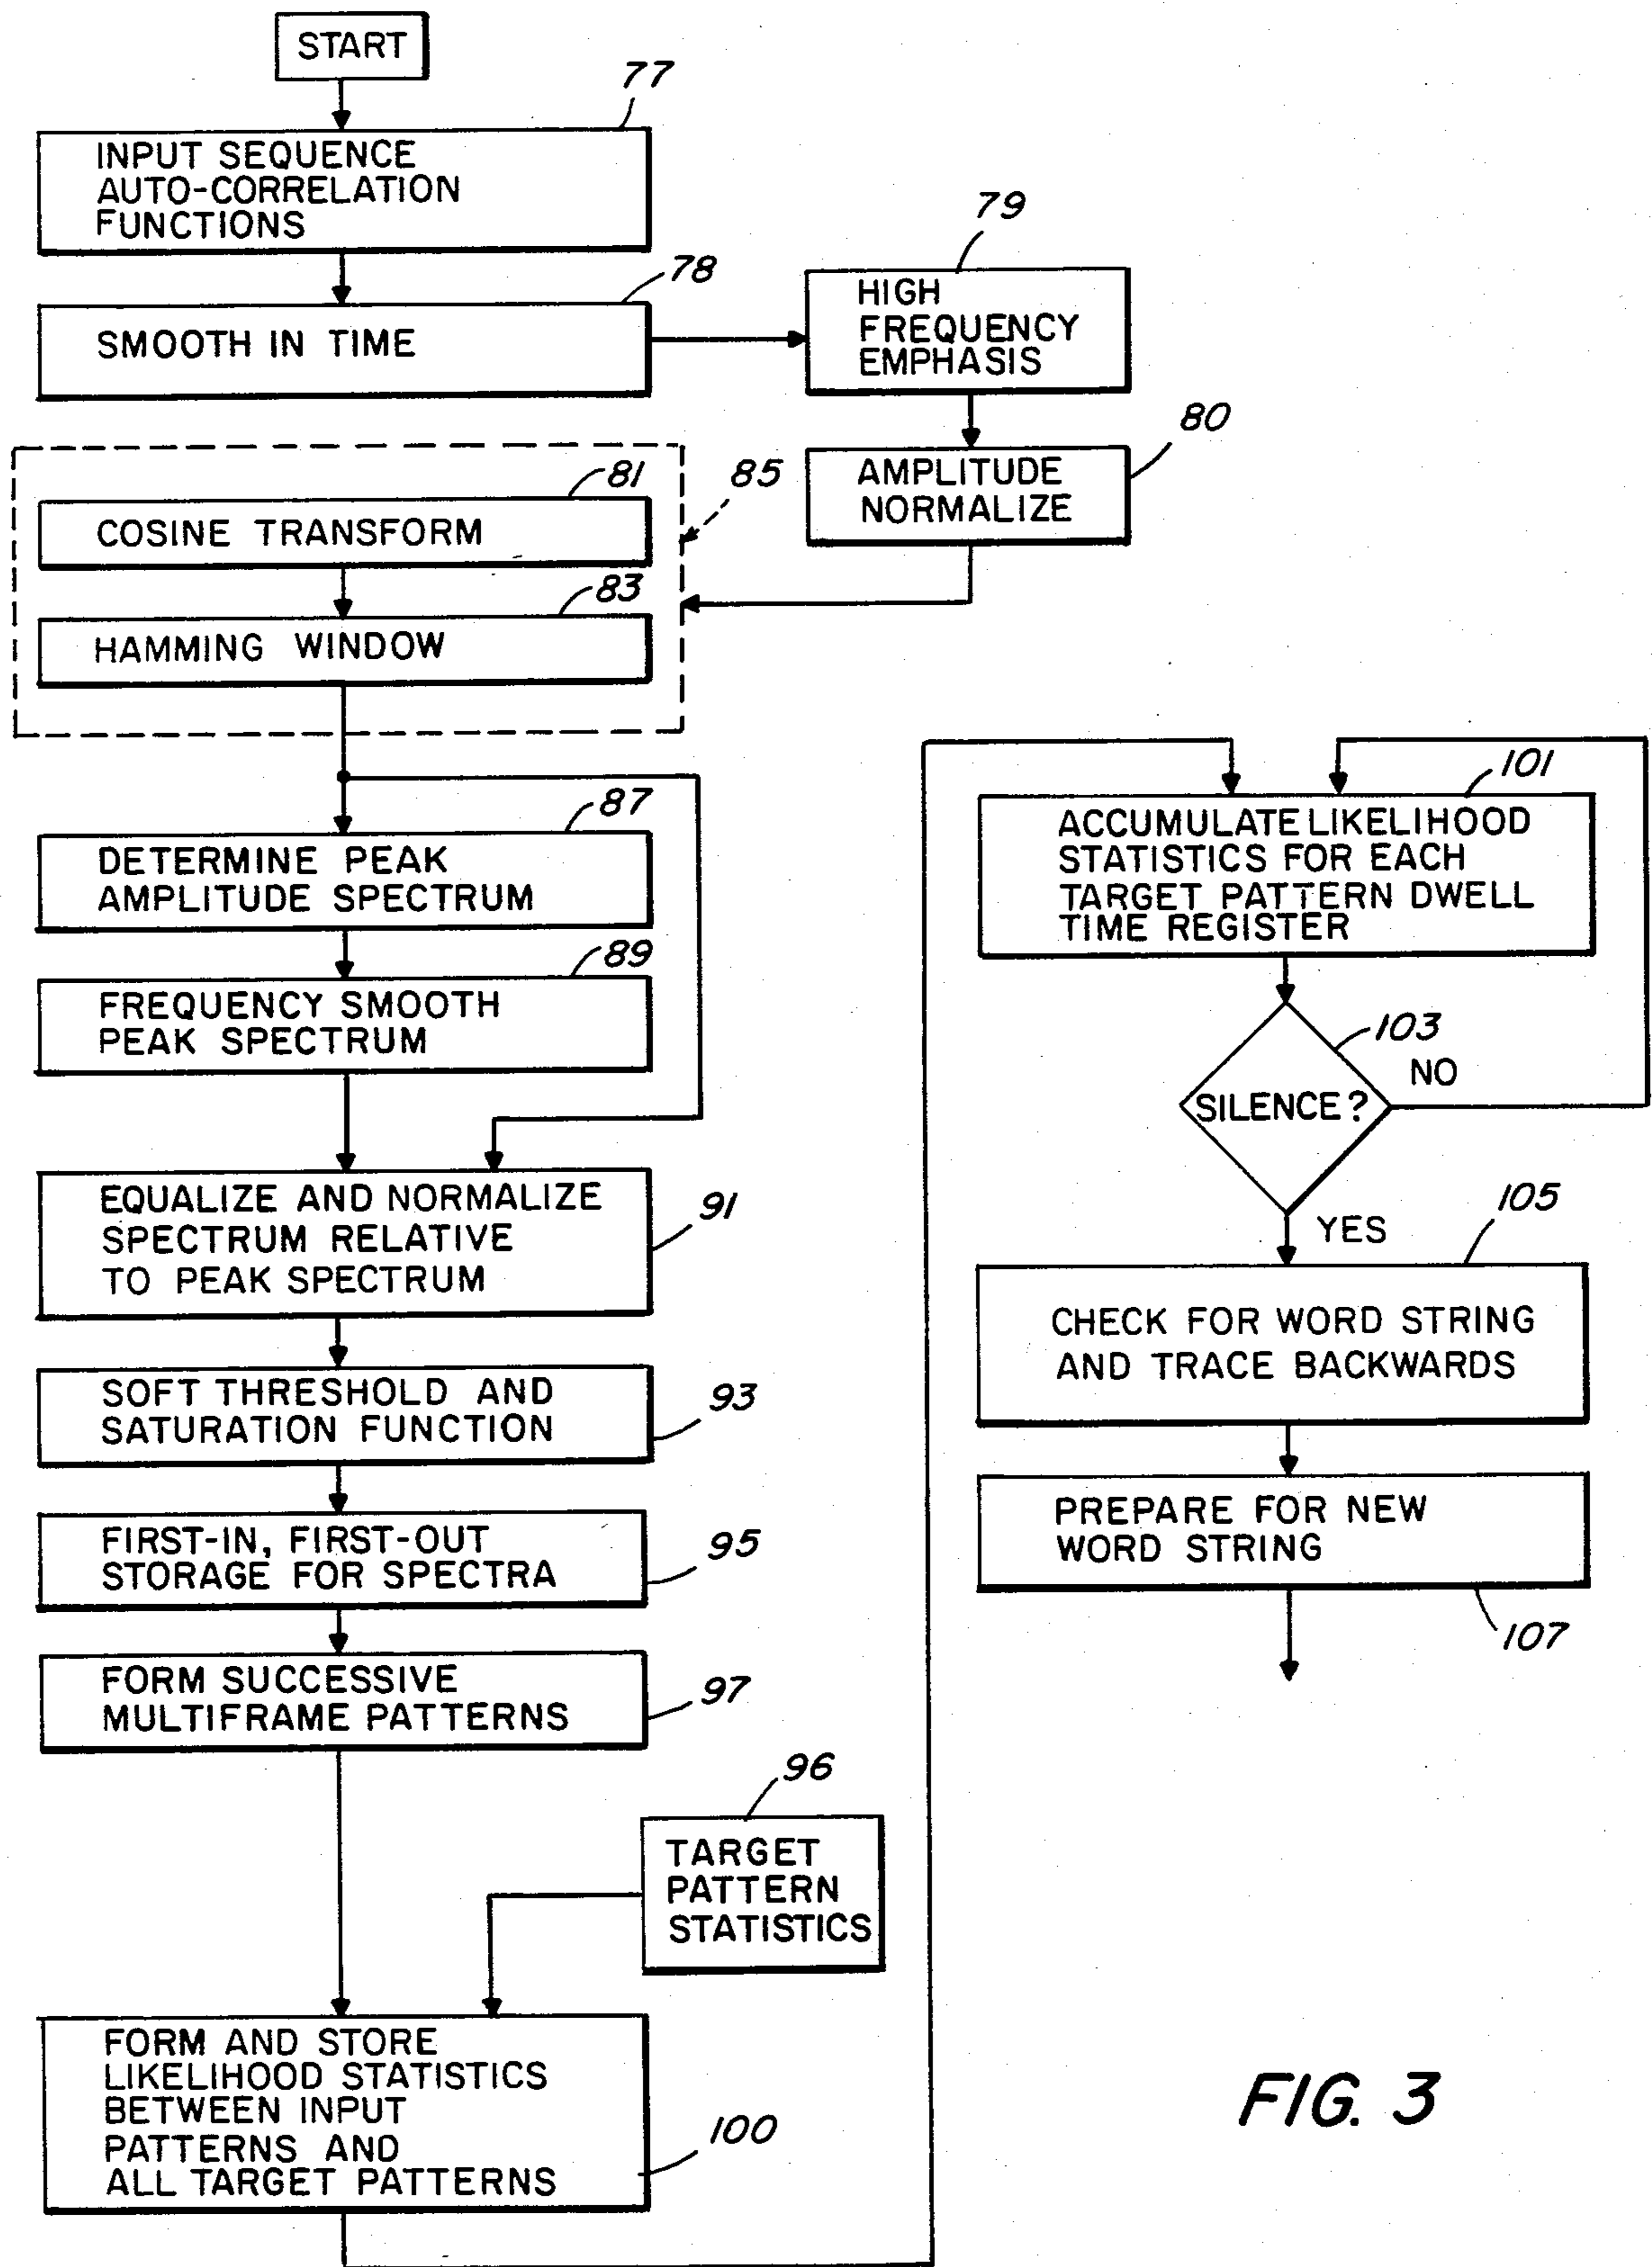 START
77
INPUT SEQUENCE
AUTO-CORRELATION
FUNCTIONS
78
SMOOTH IN TIME
79
HIGH
FREQUENCY
EMPHASIS
80
AMPLITUDE
NORMALIZE
85
81
COSINE TRANSFORM
83
HAMMING WINDOW
87
DETERMINE PEAK
AMPLITUDE SPECTRUM
89
FREQUENCY SMOOTH
PEAK SPECTRUM
91
EQUALIZE AND NORMALIZE
SPECTRUM RELATIVE
TO PEAK SPECTRUM
93
SOFT THRESHOLD AND
SATURATION FUNCTION
95
FIRST-IN, FIRST-OUT
STORAGE FOR SPECTRA
97
FORM SUCCESSIVE
MULTIFRAME PATTERNS
96
TARGET
PATTERN
STATISTICS
FORM AND STORE
LIKELIHOOD STATISTICS
BETWEEN INPUT
PATTERNS AND
ALL TARGET PATTERNS
100
101
ACCUMULATE LIKELIHOOD
STATISTICS FOR EACH
TARGET PATTERN DWELL
TIME REGISTER
103
NO
SILENCE?
YES
105
CHECK FOR WORD STRING
AND TRACE BACKWARDS
PREPARE FOR NEW
WORD STRING
107
FIG. 3